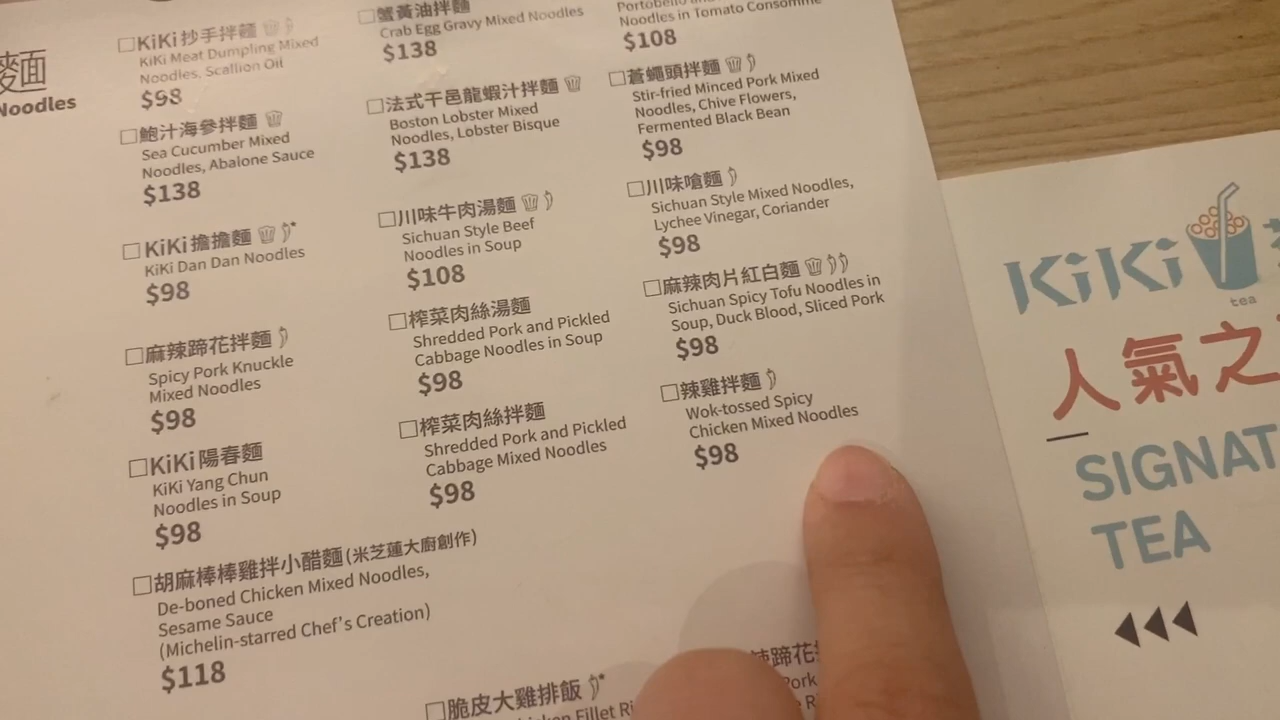 麵
Noodles
□KiKi抄手拌麵
KiKi Meat Dumpling Mixed
Noodles, Scallion Oil
$98
□鮑汁海參拌麵
Sea Cucumber Mixed
Noodles, Abalone Sauce
$138
□KiKi擔擔麵 *
KiKi Dan Dan Noodles
$98
□麻辣蹄花拌麵
Spicy Pork Knuckle
Mixed Noodles
$98
□KiKi陽春麵
KiKi Yang Chun
Noodles in Soup
$98
□胡麻棒棒雞拌小醋麵(米芝蓮大廚創作)
De-boned Chicken Mixed Noodles,
Sesame Sauce
(Michelin-starred Chef's Creation)
$118
□蟹黃油拌麵
Crab Egg Gravy Mixed Noodles
$138
□法式干邑龍蝦汁拌麵
Boston Lobster Mixed
Noodles, Lobster Bisque
$138
□川味牛肉湯麵
Sichuan Style Beef
Noodles in Soup
$108
□榨菜肉絲湯麵
Shredded Pork and Pickled
Cabbage Noodles in Soup
$98
□榨菜肉絲拌麵
Shredded Pork and Pickled
Cabbage Mixed Noodles
$98
Noodles in Tomato Consomme
$108
□蒼蠅頭拌麵
Stir-fried Minced Pork Mixed
Noodles, Chive Flowers,
Fermented Black Bean
$98
□川味嗆麵
Sichuan Style Mixed Noodles,
Lychee Vinegar, Coriander
$98
□麻辣肉片紅白麵
Sichuan Spicy Tofu Noodles in
Soup, Duck Blood, Sliced Pork
$98
□辣雞拌麵
Wok-tossed Spicy
Chicken Mixed Noodles
$98
□脆皮大雞排飯 *
Fillet
蹄花
Pork
KiKi
tea
人氣之
SIGNAT
TEA